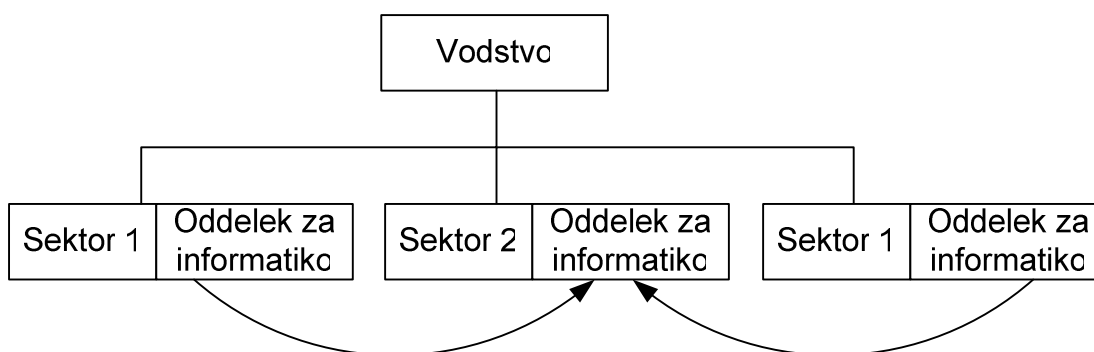 Vodstvo
Sektor 1
Oddelek za
informatiko
Sektor 2
Oddelek za
informatiko
Sektor 1
Oddelek za
informatiko